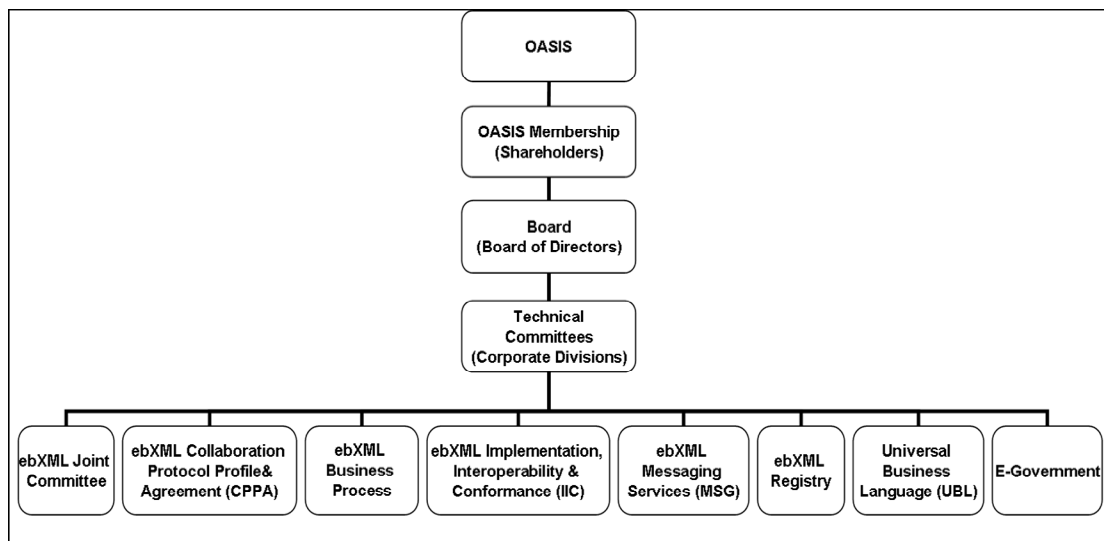 OASIS
OASIS Membership
(Shareholders)
Board
(Board of Directors)
Technical
Committees
(Corporate Divisions)
ebXML Joint
Committee
ebXML Collaboration
Protocol Profile&
Agreement (CPPA)
ebXML
Business
Process
ebXML Implementation,
Interoperability &
Conformance (IIC)
ebXML
Messaging
Services (MSG)
ebXML
Registry
Universal
Business
Language (UBL)
E-Government